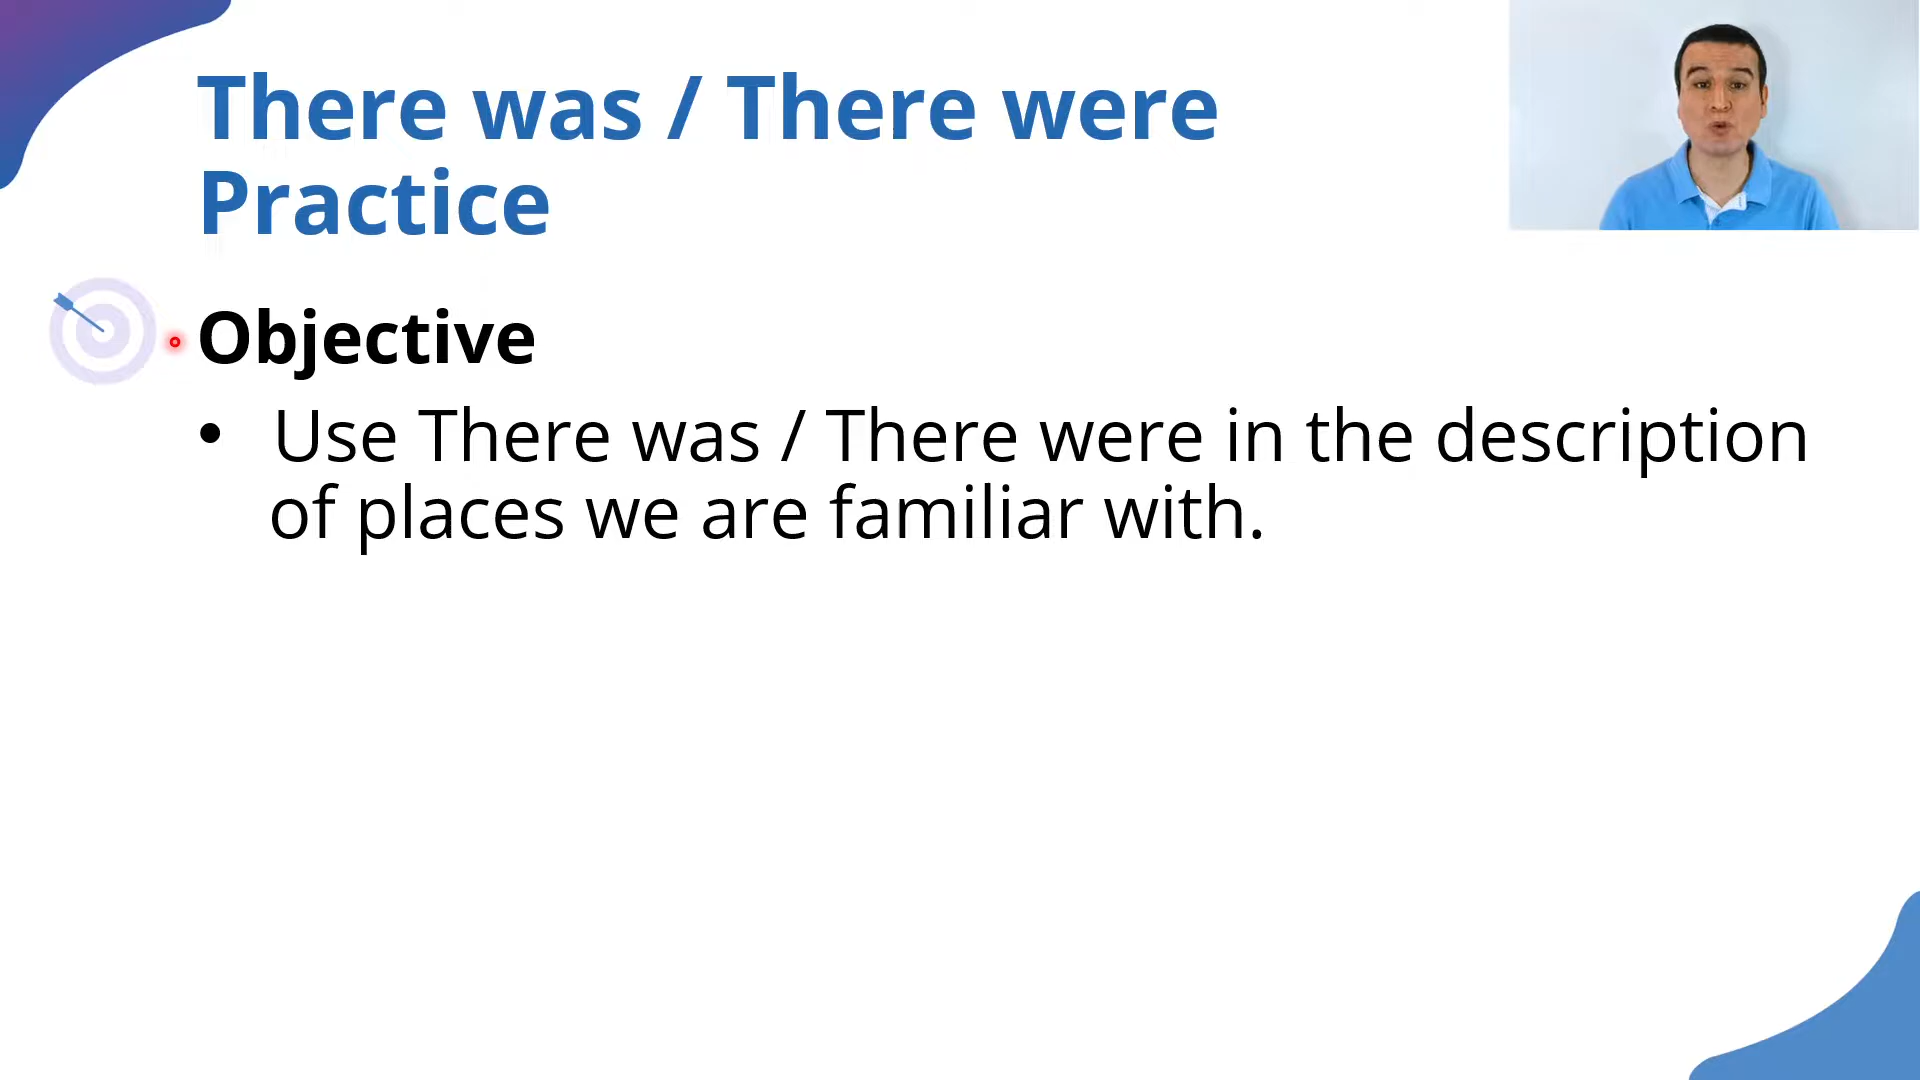 There was / There were
Practice
Objective
• Use There was / There were in the description
of places we are familiar with.